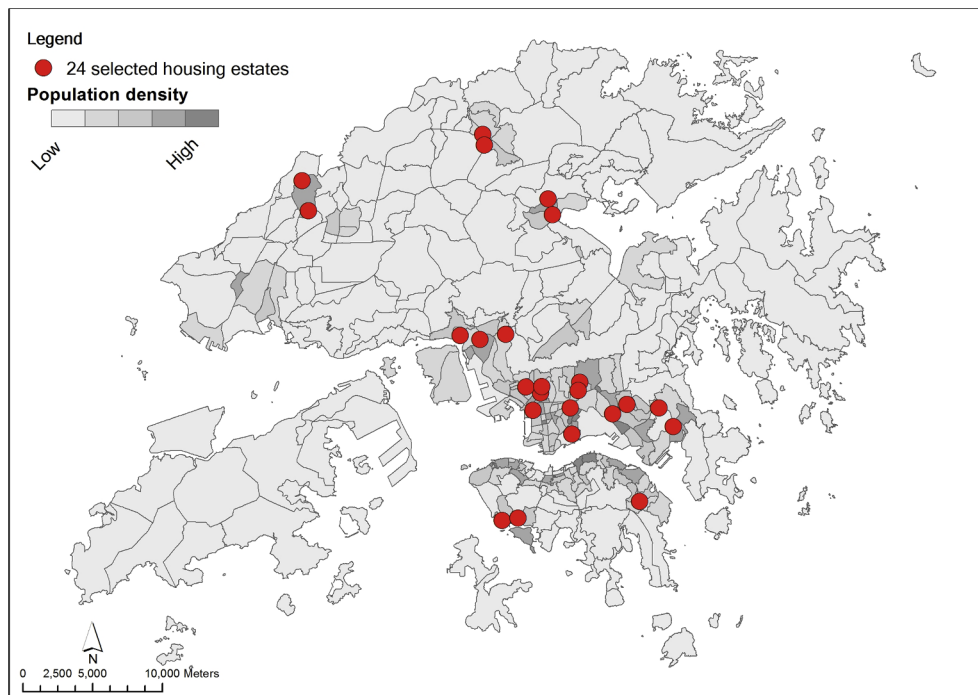 Legend
24 selected housing estates
Population density
Low High
N
0 2,500 5,000 10,000 Meters